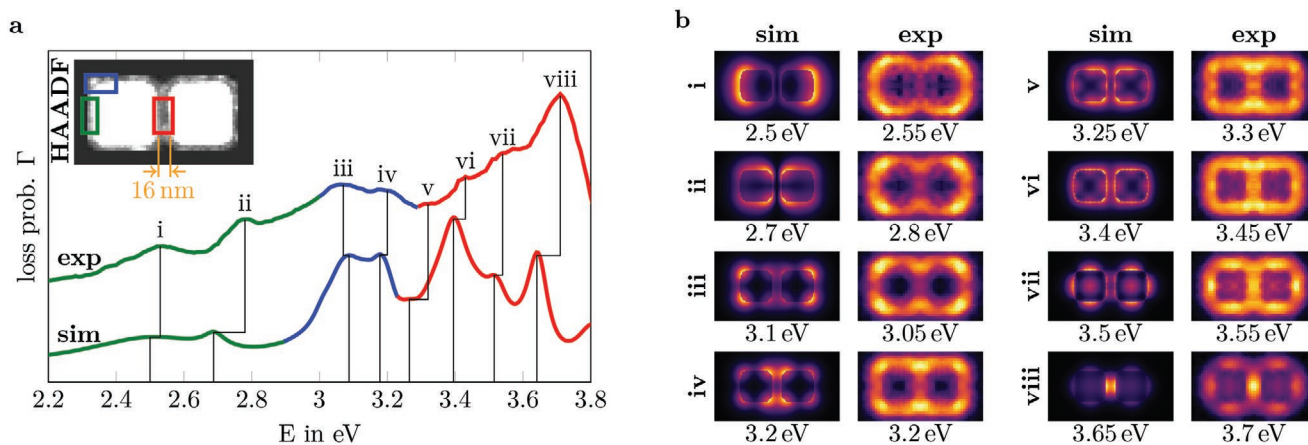 a
HAADF
16 nm
loss prob. Γ
exp
sim
i
ii
iii
iv
v
vi
vii
viii
2.2 2.4 2.6 2.8 3 3.2 3.4 3.6 3.8
E in eV
b
sim exp sim exp
i
2.5 eV 2.55 eV
v
3.25 eV 3.3 eV
ii
2.7 eV 2.8 eV
vi
3.4 eV 3.45 eV
iii
3.1 eV 3.05 eV
vii
3.5 eV 3.55 eV
iv
3.2 eV 3.2 eV
viii
3.65 eV 3.7 eV